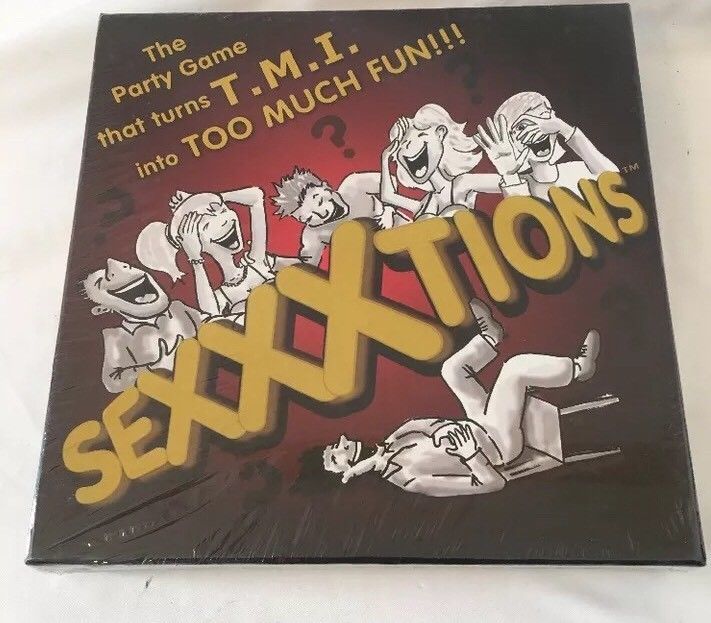 The
Party Game
that turns T.M.I.
into TOO MUCH FUN!!!
SEXXXTIONS™